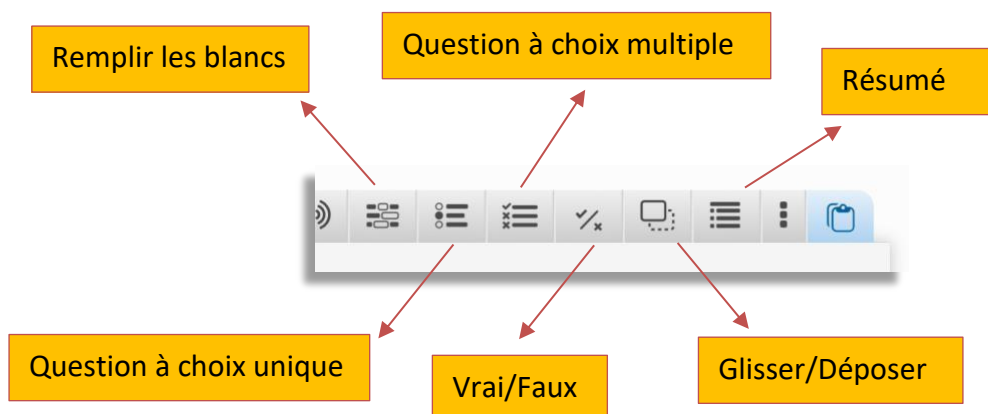 Remplir les blancs
Question à choix multiple
Résumé
Question à choix unique
Vrai/Faux
Glisser/Déposer